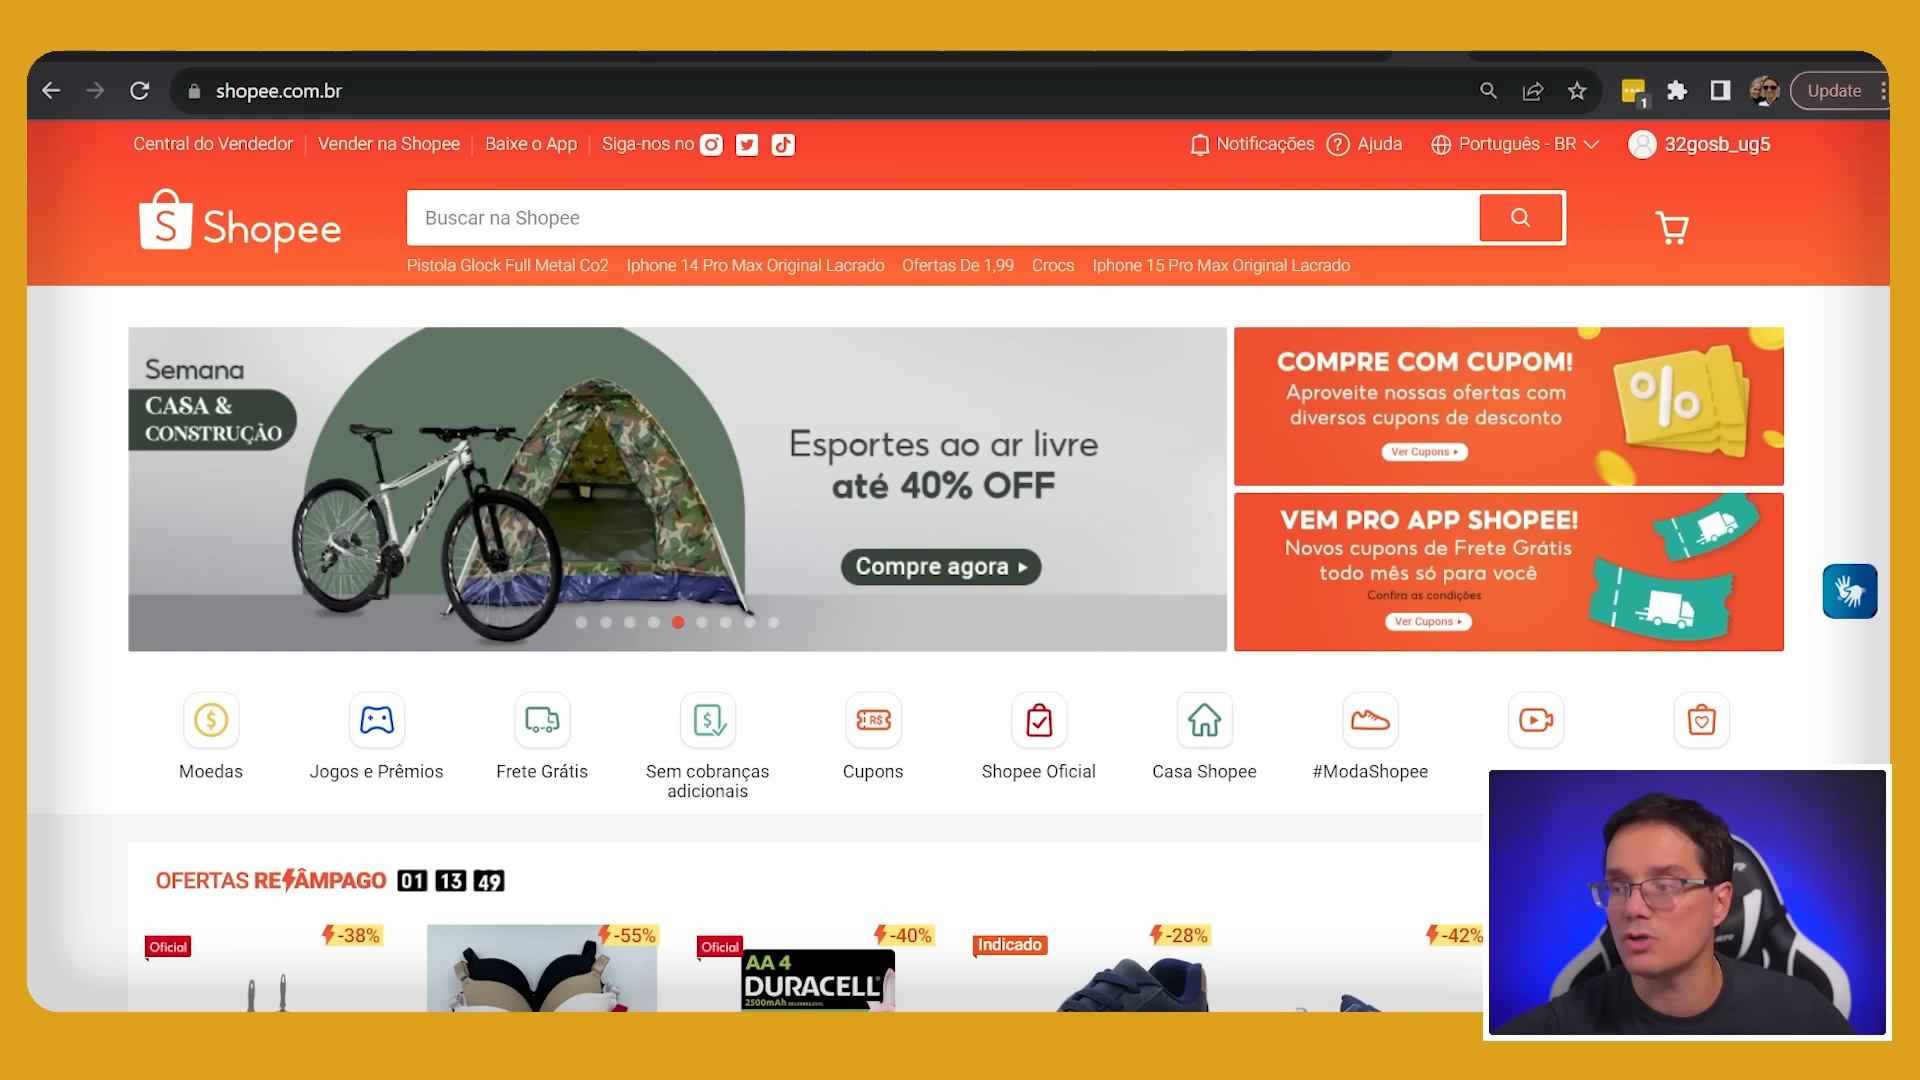 shopee.com.br
1
Update
Central do Vendedor
Vender na Shopee
Baixe o App
Siga-nos no
Notificações
Ajuda
Português - BR
32gosb_ug5
Shopee
Buscar na Shopee
Pistola Glock Full Metal Co2
Iphone 14 Pro Max Original Lacrado
Ofertas De 1,99
Crocs
Iphone 15 Pro Max Original Lacrado
Semana
CASA &
CONSTRUÇÃO
Esportes ao ar livre
até 40% OFF
Compre agora
COMPRE COM CUPOM!
Aproveite nossas ofertas com
diversos cupons de desconto
Ver Cupons
%
VEM PRO APP SHOPEE!
Novos cupons de Frete Grátis
todo mês só para você
Confira as condições
Ver Cupons
R$
Moedas
Jogos e Prêmios
Frete Grátis
Sem cobranças
adicionais
Cupons
Shopee Oficial
Casa Shopee
#ModaShopee
OFERTAS RELÂMPAGO 01 13 49
Oficial
-38%
-55%
Oficial
-40%
AA 4
DURACELL
2500mAh
Indicado
-28%
-42%